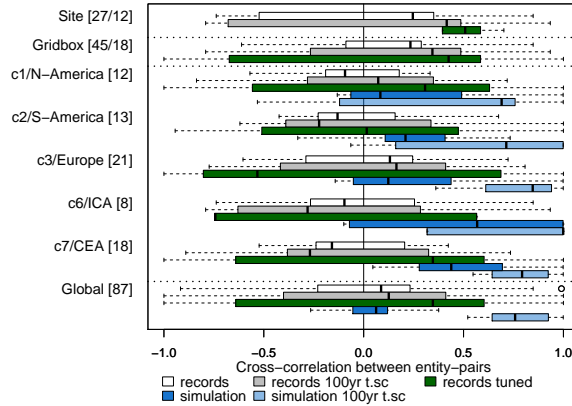 Site [27/12]
Gridbox [45/18]
c1/N-America [12]
c2/S-America [13]
c3/Europe [21]
c6/ICA [8]
c7/CEA [18]
Global [87]
-1.0 -0.5 0.0 0.5 1.0
Cross-correlation between entity-pairs
records records 100yr t.sc records tuned
simulation simulation 100yr t.sc